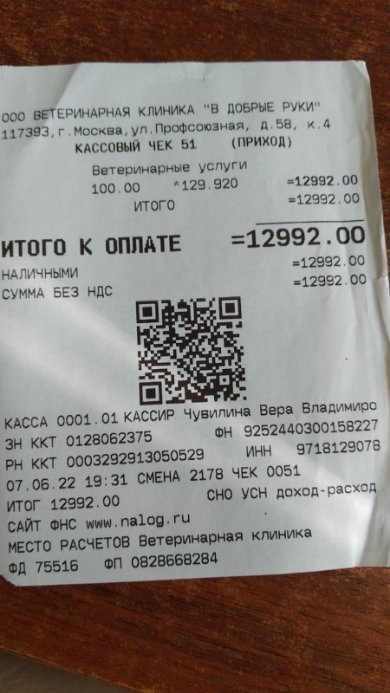 ООО ВЕТЕРИНАРНАЯ КЛИНИКА "В ДОБРЫЕ РУКИ"
117393,г.Москва,ул.Профсоюзная, д.58, к.4
КАССОВЫЙ ЧЕК 51 (ПРИХОД)
Ветеринарные услуги
100.00 *129.920 =12992.00
ИТОГО =12992.00
ИТОГО К ОПЛАТЕ =12992.00
НАЛИЧНЫМИ =12992.00
СУММА БЕЗ НДС =12992.00
КАССА 0001.01 КАССИР Чувилина Вера Владимиро
ЗН ККТ 0128062375 ФН 9252440300158227
РН ККТ 0003292913050529 ИНН 9718129078
07.06.22 19:31 СМЕНА 2178 ЧЕК 0051
ИТОГ 12992.00 СНО УСН доход-расход
САЙТ ФНС www.nalog.ru
МЕСТО РАСЧЕТОВ Ветеринарная клиника
ФД 75516 ФП 0828668284